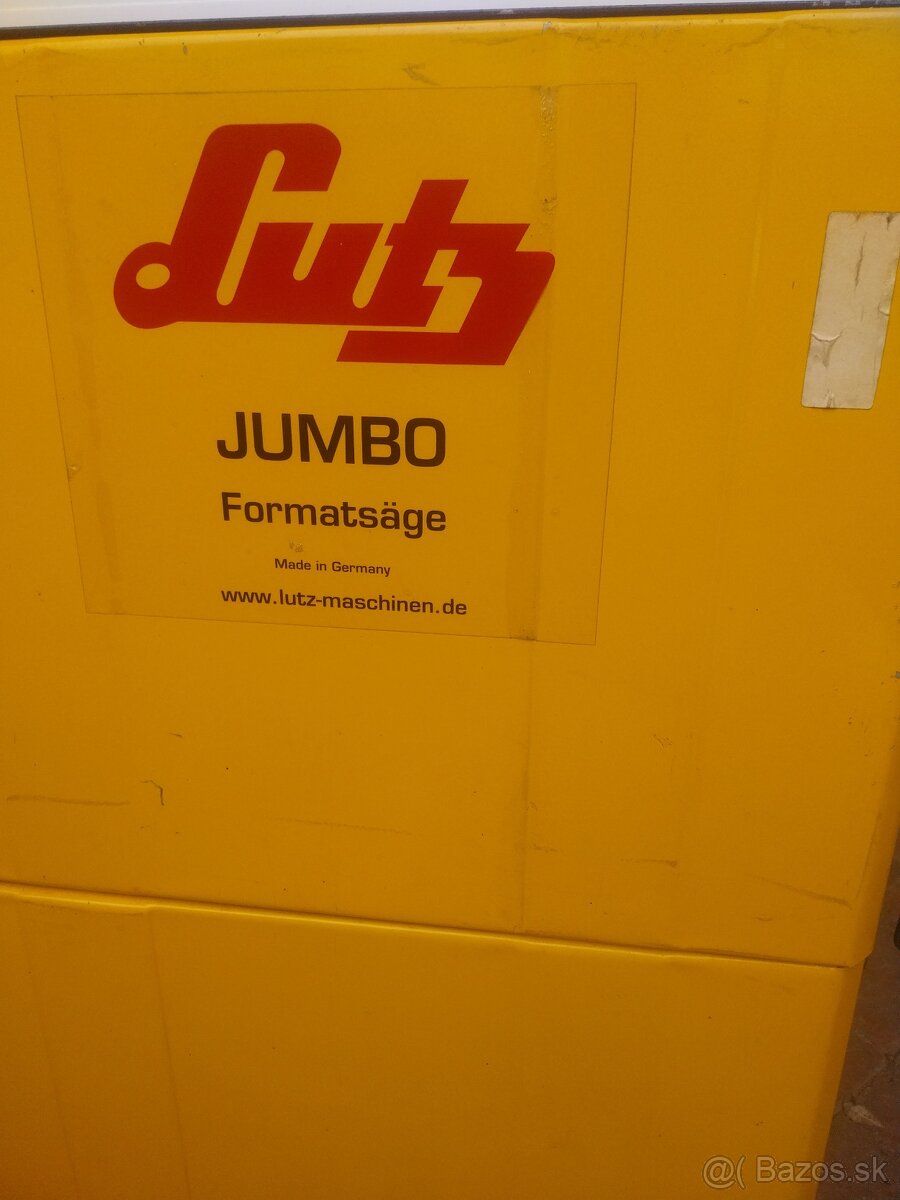 Lutz
JUMBO
Formatsäge
Made in Germany
www.lutz-maschinen.de
@( Bazos.sk